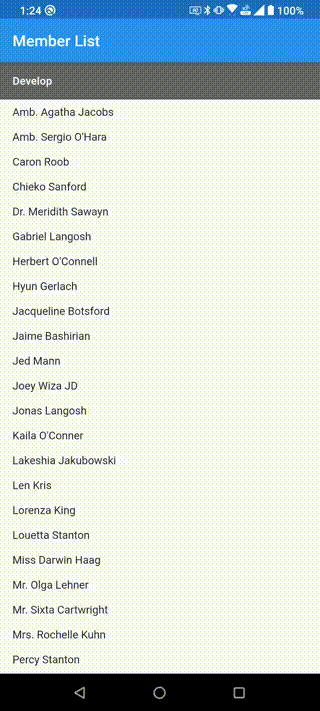 1:24 100%
Member List
Develop
Amb. Agatha Jacobs
Amb. Sergio O'Hara
Caron Roob
Chieko Sanford
Dr. Meridith Sawayn
Gabriel Langosh
Herbert O'Connell
Hyun Gerlach
Jacqueline Botsford
Jaime Bashirian
Jed Mann
Joey Wiza JD
Jonas Langosh
Kaila O'Conner
Lakeshia Jakubowski
Len Kris
Lorenza King
Louetta Stanton
Miss Darwin Haag
Mr. Olga Lehner
Mr. Sixta Cartwright
Mrs. Rochelle Kuhn
Percy Stanton